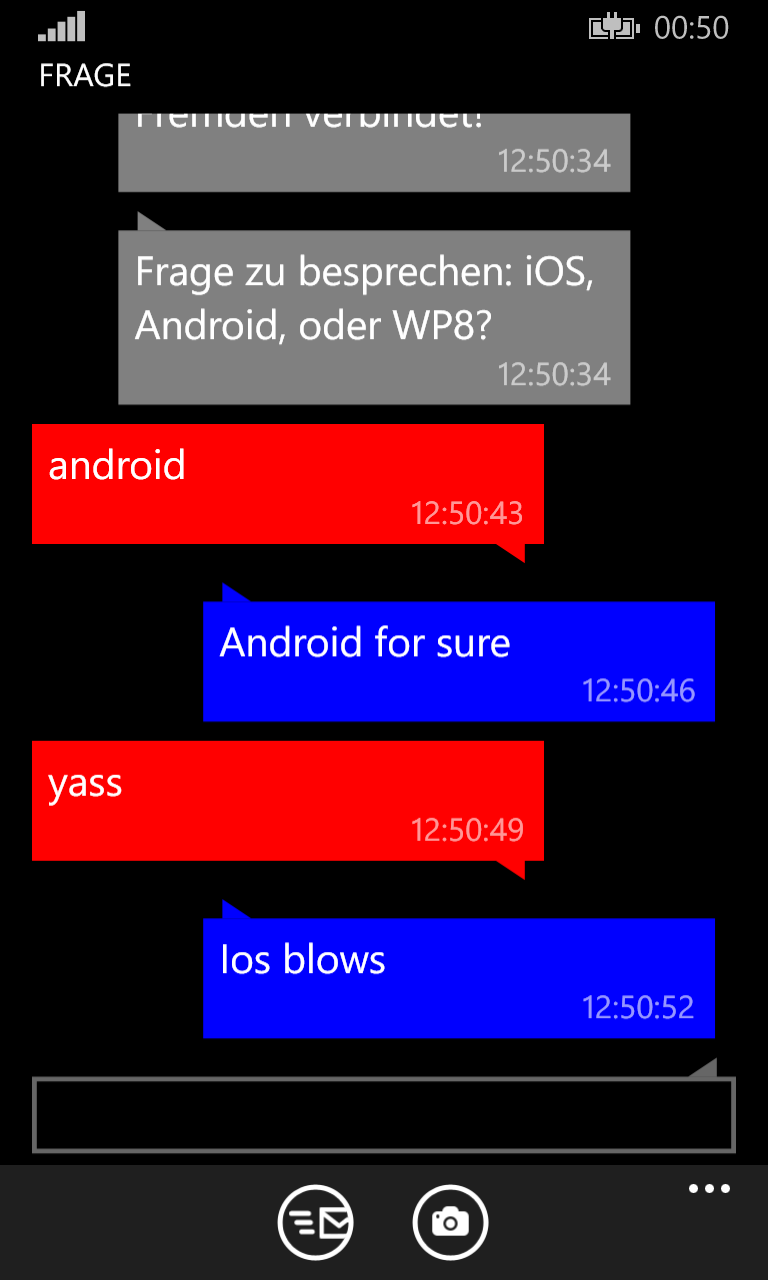 00:50
FRAGE
Fremden verbindet!
12:50:34
Frage zu besprechen: iOS,
Android, oder WP8?
12:50:34
android
12:50:43
Android for sure
12:50:46
yass
12:50:49
Ios blows
12:50:52